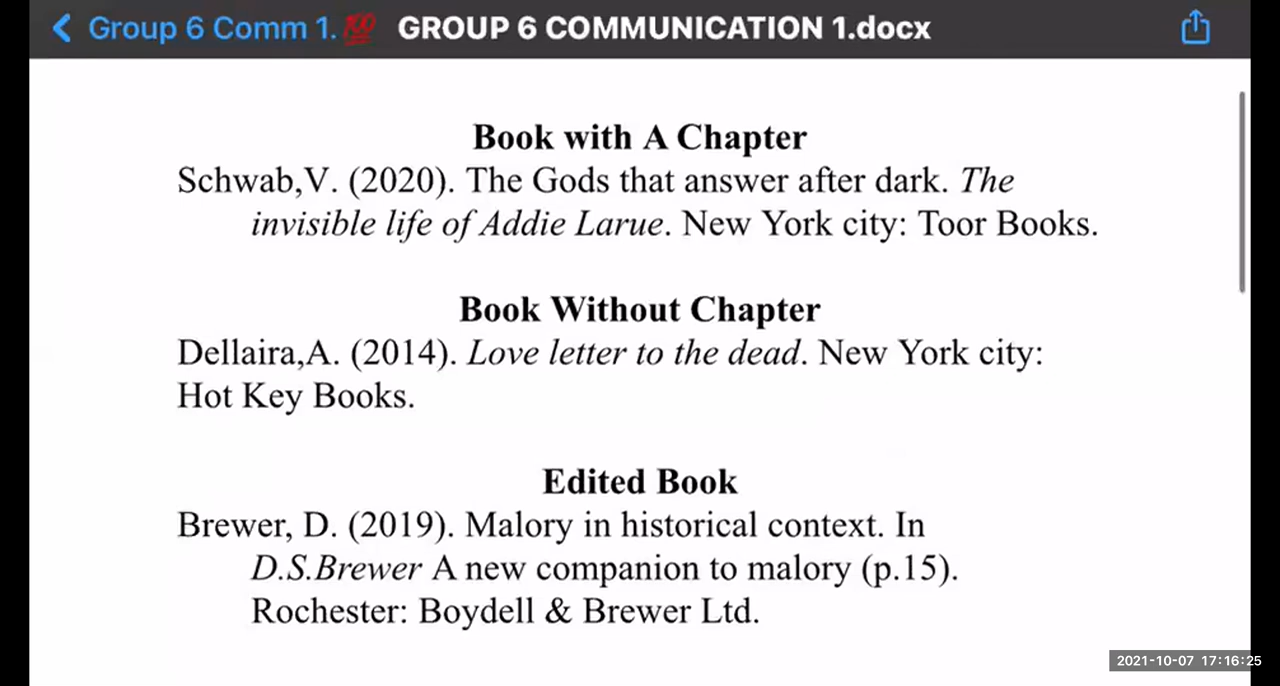 Group 6 Comm 1.💯 GROUP 6 COMMUNICATION 1.docx
Book with A Chapter
Schwab,V. (2020). The Gods that answer after dark. The
invisible life of Addie Larue. New York city: Toor Books.
Book Without Chapter
Dellaira,A. (2014). Love letter to the dead. New York city:
Hot Key Books.
Edited Book
Brewer, D. (2019). Malory in historical context. In
D.S.Brewer A new companion to malory (p.15).
Rochester: Boydell & Brewer Ltd.
2021-10-07 17:16:25